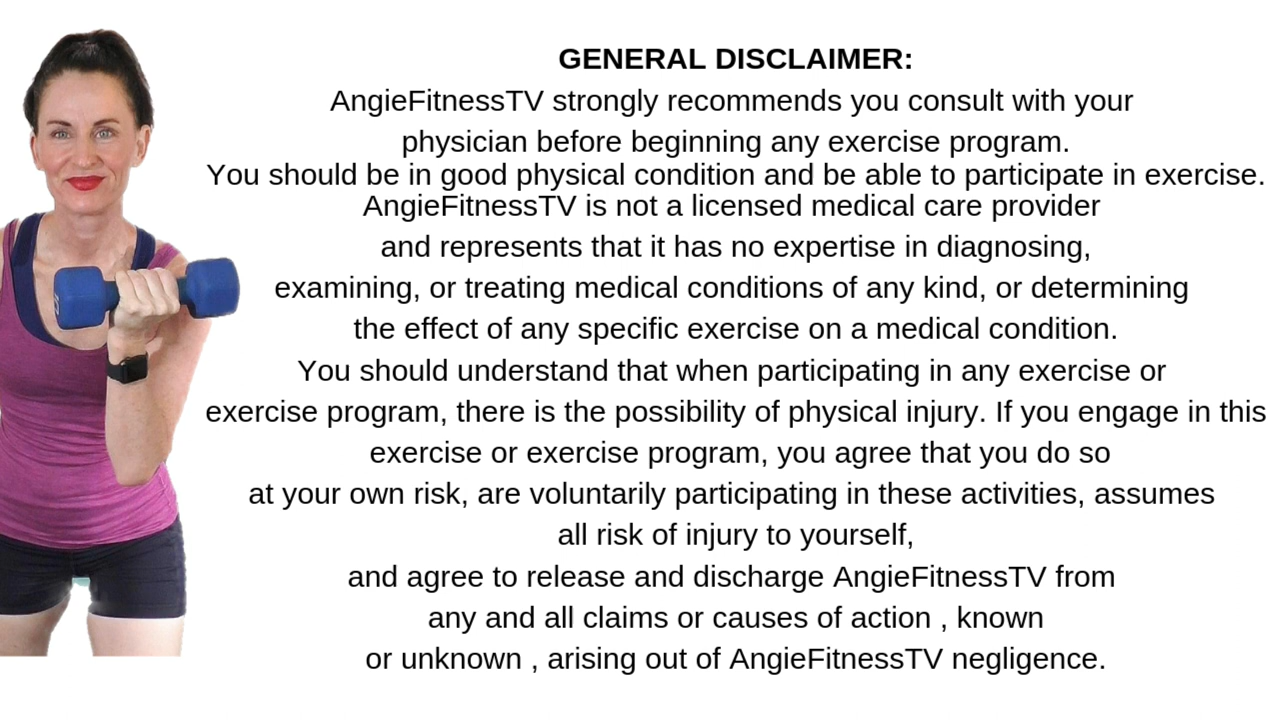 GENERAL DISCLAIMER:
AngieFitnessTV strongly recommends you consult with your
physician before beginning any exercise program.
You should be in good physical condition and be able to participate in exercise.
AngieFitnessTV is not a licensed medical care provider
and represents that it has no expertise in diagnosing,
examining, or treating medical conditions of any kind, or determining
the effect of any specific exercise on a medical condition.
You should understand that when participating in any exercise or
exercise program, there is the possibility of physical injury. If you engage in this
exercise or exercise program, you agree that you do so
at your own risk, are voluntarily participating in these activities, assumes
all risk of injury to yourself,
and agree to release and discharge AngieFitnessTV from
any and all claims or causes of action , known
or unknown , arising out of AngieFitnessTV negligence.